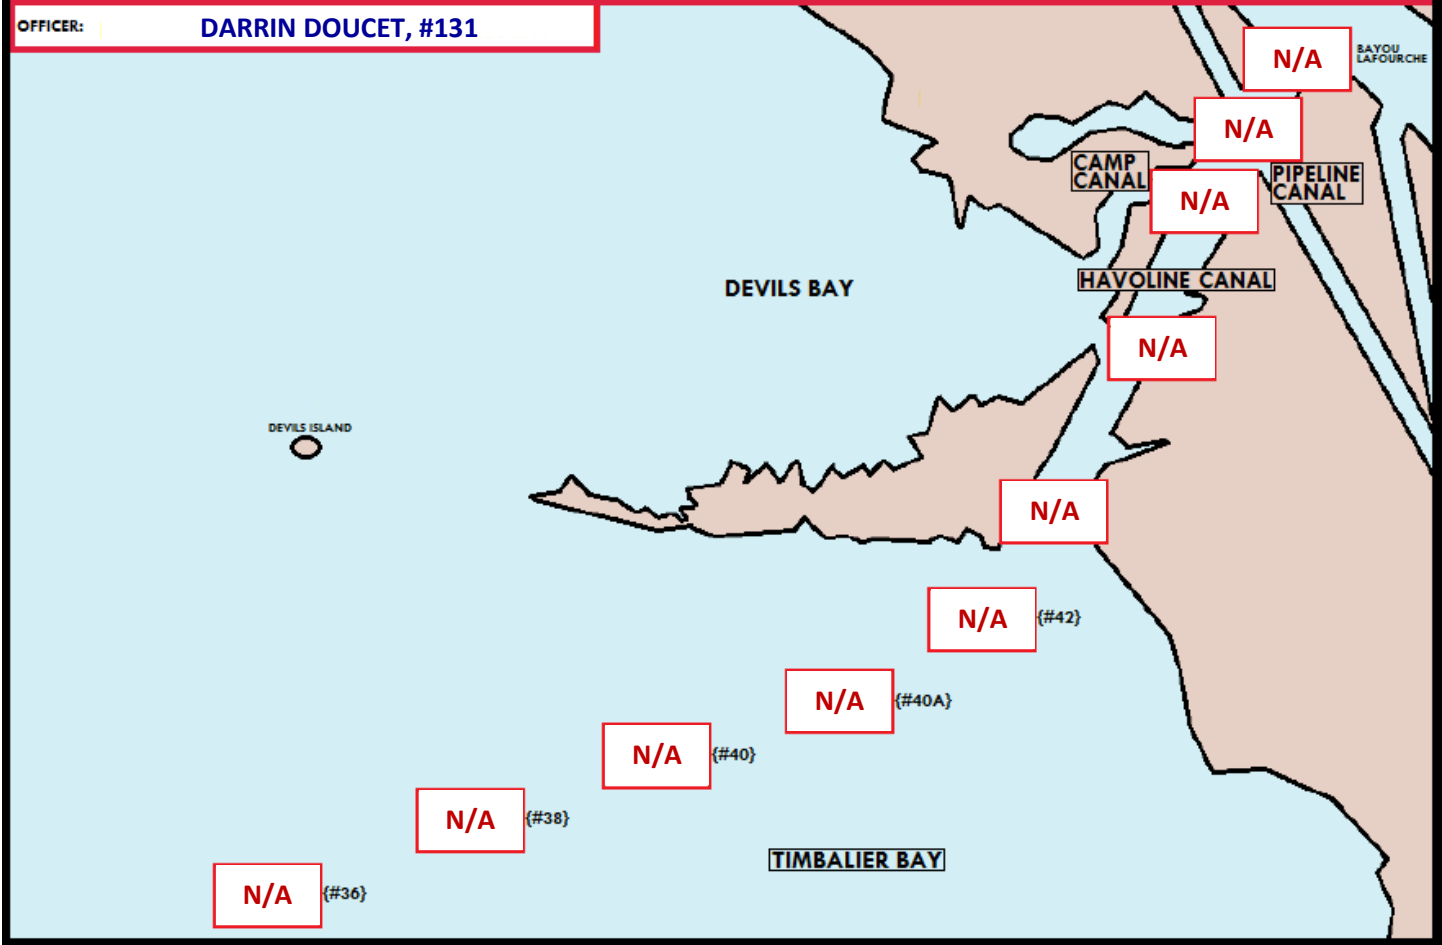 OFFICER: DARRIN DOUCET, #131
N/A
BAYOU
LAFOURCHE
N/A
CAMP
CANAL
PIPELINE
CANAL
N/A
HAVOLINE CANAL
DEVILS BAY
N/A
DEVILS ISLAND
N/A
N/A {#42}
N/A {#40A}
N/A {#40}
N/A {#38}
TIMBALIER BAY
N/A {#36}